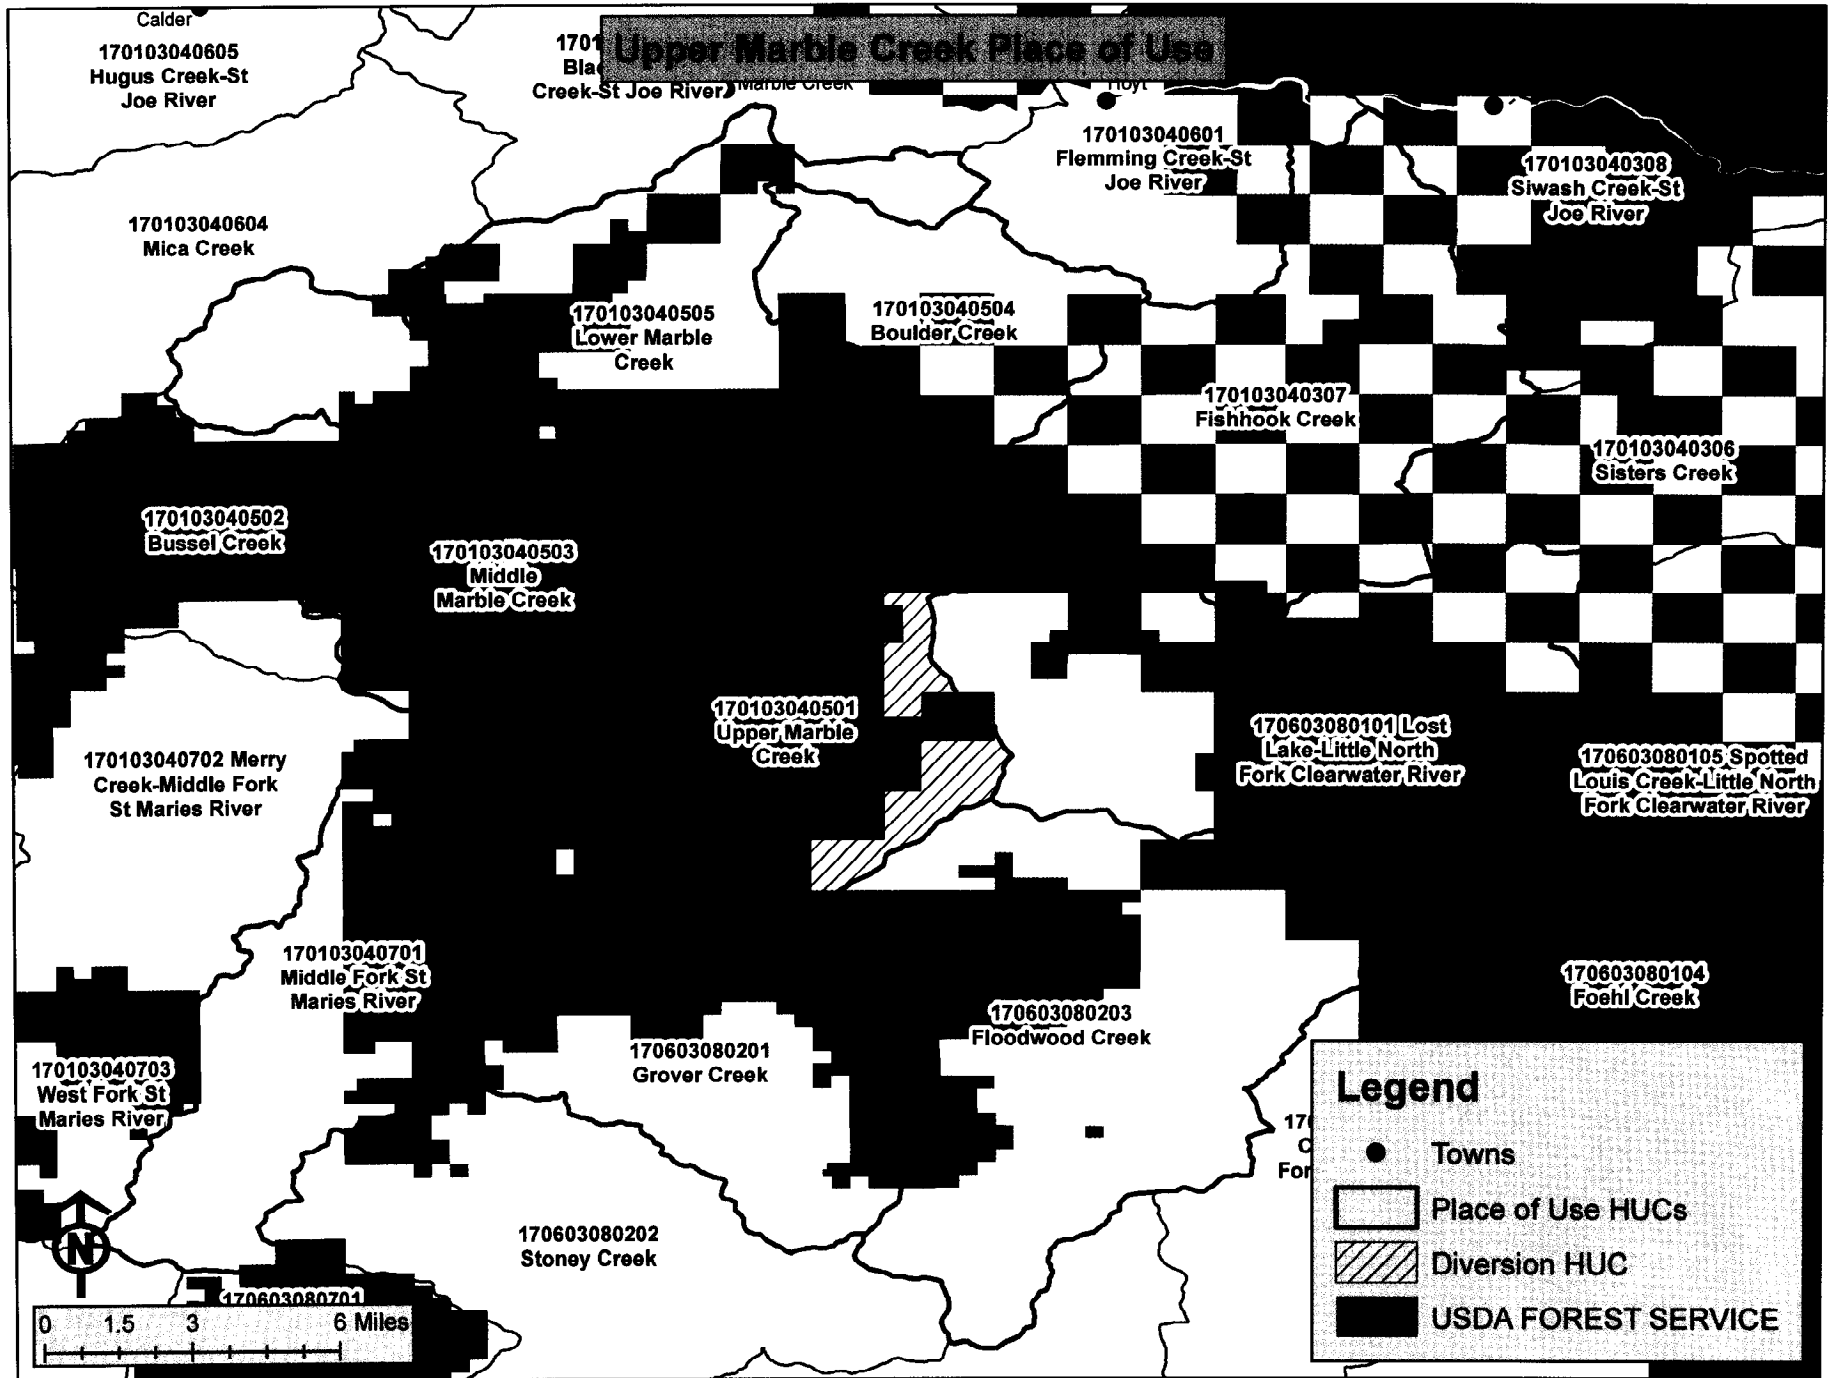 Calder
170103040605
Hugus Creek-St
Joe River
1701
Upper Marble Creek Place of Use
Creek-St Joe River
Marble Creek
Hoyt
170103040601
Flemming Creek-St
Joe River
170103040308
Siwash Creek-St
Joe River
170103040604
Mica Creek
170103040505
Lower Marble
Creek
170103040504
Boulder Creek
170103040307
Fishhook Creek
170103040306
Sisters Creek
170103040502
Bussel Creek
170103040503
Middle
Marble Creek
170103040501
Upper Marble
Creek
170603080101 Lost
Lake-Little North
Fork Clearwater River
170603080105 Spotted
Louis Creek-Little North
Fork Clearwater River
170103040702 Merry
Creek-Middle Fork
St Maries River
170103040701
Middle Fork St
Maries River
170603080104
Foehl Creek
170603080203
Floodwood Creek
170603080201
Grover Creek
170103040703
West Fork St
Maries River
170603080202
Stoney Creek
170603080701
N
0 1.5 3 6 Miles
Legend
Towns
Place of Use HUCs
Diversion HUC
USDA FOREST SERVICE